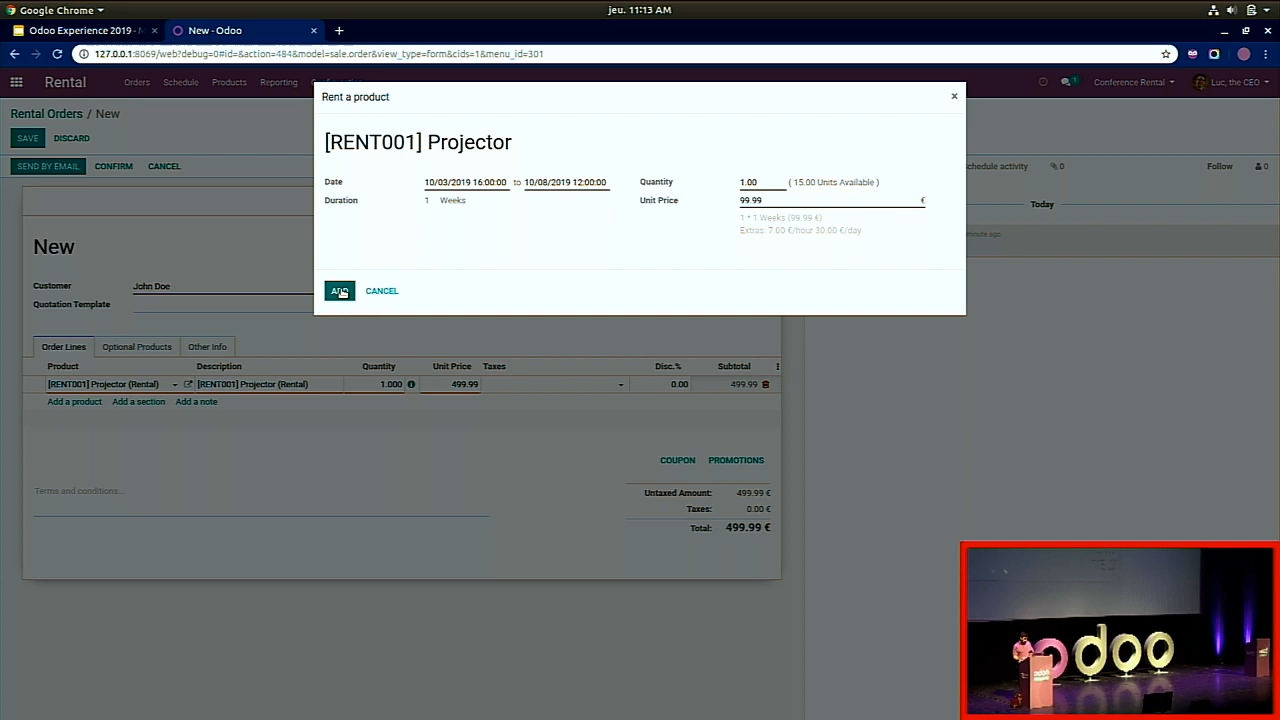 Google Chrome
jeu. 11:13 AM
Odoo Experience 2019 -
New - Odoo
127.0.0.1:8069/web?debug=0#id=&action=484&model=sale.order&view_type=form&cids=1&menu_id=301
Rental
Orders
Schedule
Products
Reporting
1
Conference Rental
Luc, the CEO
Rental Orders / New
SAVE
DISCARD
SEND BY EMAIL
CONFIRM
CANCEL
chedule activity
0
Follow
0
Rent a product
×
[RENT001] Projector
Date
10/03/2019 16:00:00 to 10/08/2019 12:00:00
Duration
1 Weeks
Quantity
1.00 ( 15.00 Units Available )
Unit Price
99.99 €
1 * 1 Weeks (99.99 €)
Extras: 7.00 €/hour 30.00 €/day
CANCEL
Today
minute ago
New
Customer
John Doe
Quotation Template
Order Lines
Optional Products
Other Info
Product Description Quantity Unit Price Taxes Disc.% Subtotal
[RENT001] Projector (Rental) [RENT001] Projector (Rental) 1.000 499.99 0.00 499.99
Add a product Add a section Add a note
COUPON PROMOTIONS
Terms and conditions...
Untaxed Amount: 499.99 €
Taxes: 0.00 €
Total: 499.99 €
odoo